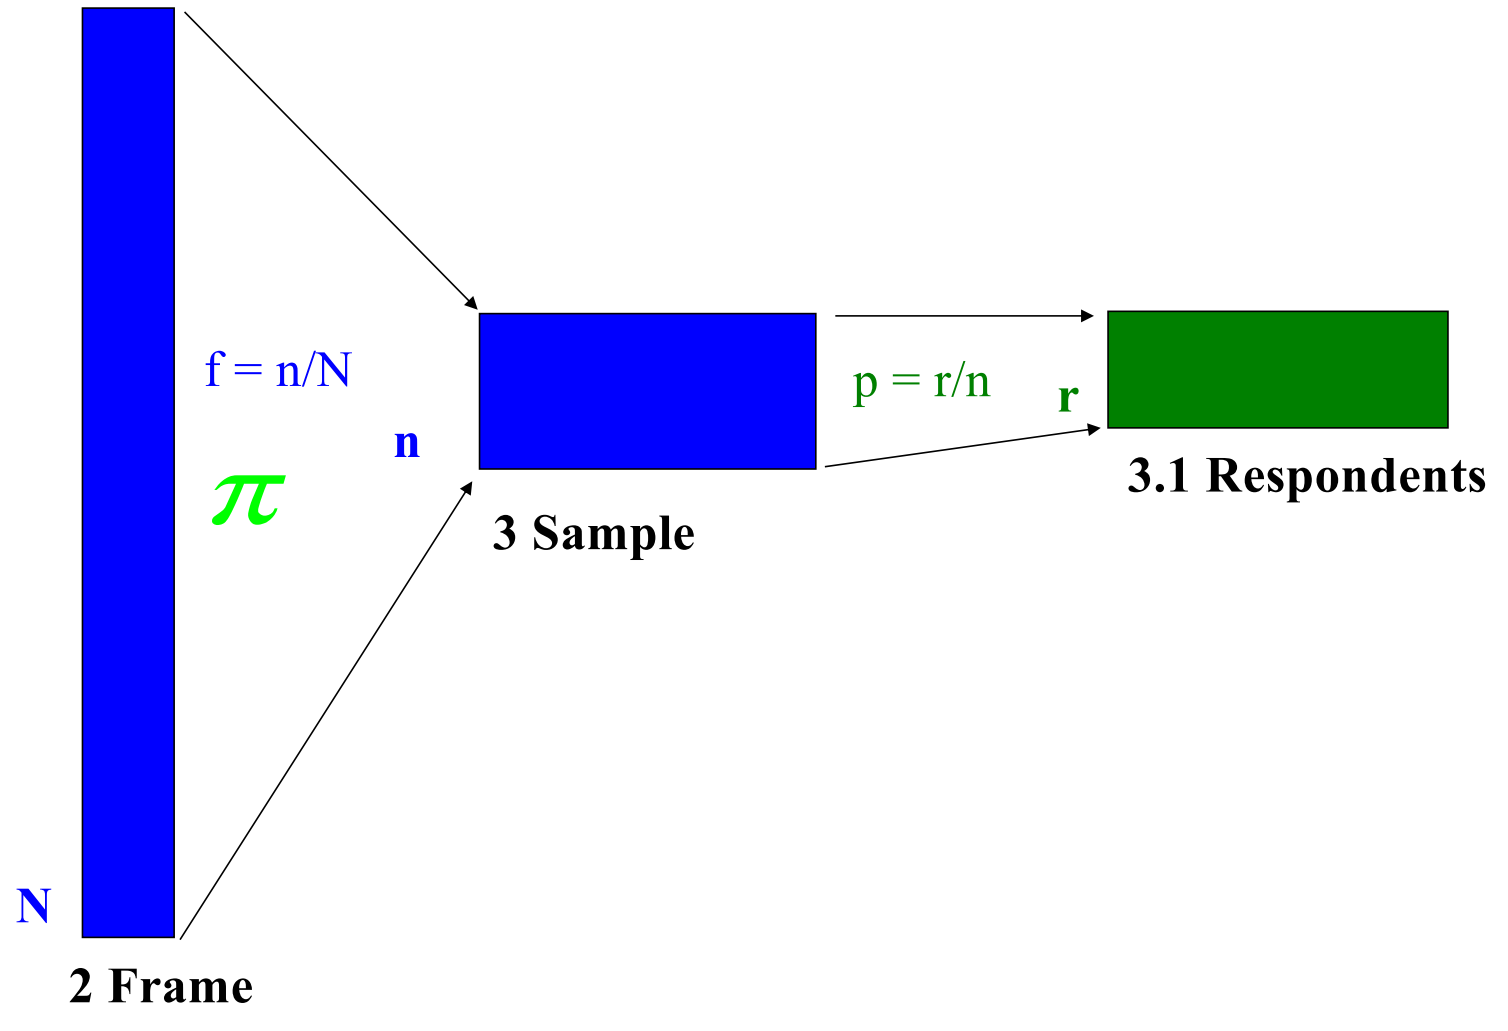 f = n/N
n
π
N
2 Frame
3 Sample
p = r/n
r
3.1 Respondents